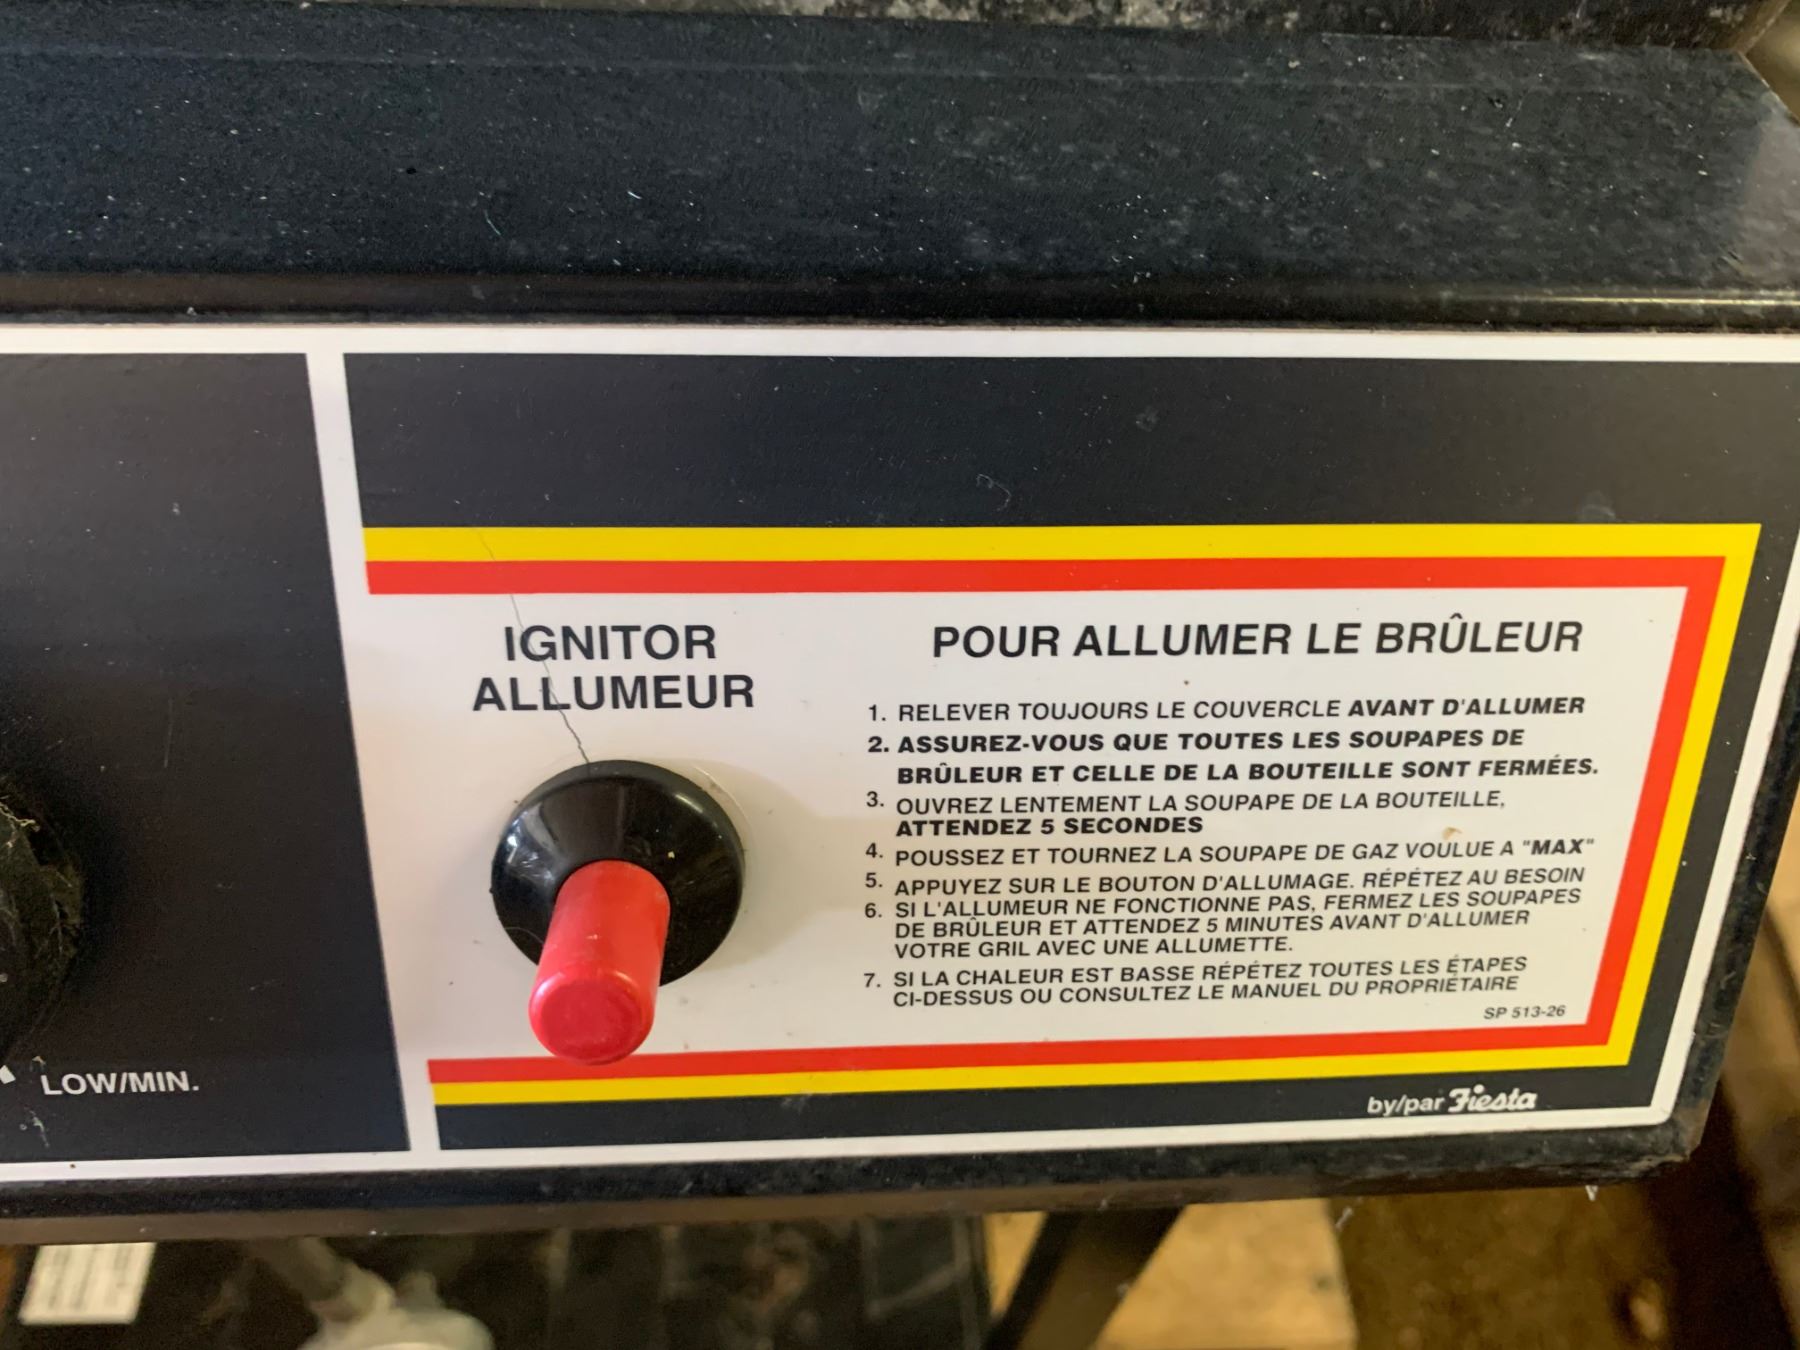 IGNITOR
ALLUMEUR
POUR ALLUMER LE BRÛLEUR
1. RELEVER TOUJOURS LE COUVERCLE AVANT D'ALLUMER
2. ASSUREZ-VOUS QUE TOUTES LES SOUPAPES DE
BRÛLEUR ET CELLE DE LA BOUTEILLE SONT FERMÉES.
3. OUVREZ LENTEMENT LA SOUPAPE DE LA BOUTEILLE,
ATTENDEZ 5 SECONDES
4. POUSSEZ ET TOURNEZ LA SOUPAPE DE GAZ VOULUE A "MAX"
5. APPUYEZ SUR LE BOUTON D'ALLUMAGE. RÉPÉTEZ AU BESOIN
6. SI L'ALLUMEUR NE FONCTIONNE PAS, FERMEZ LES SOUPAPES
DE BRÛLEUR ET ATTENDEZ 5 MINUTES AVANT D'ALLUMER
VOTRE GRIL AVEC UNE ALLUMETTE.
7. SI LA CHALEUR EST BASSE RÉPÉTEZ TOUTES LES ÉTAPES
CI-DESSUS OU CONSULTEZ LE MANUEL DU PROPRIÉTAIRE
SP 513-26
LOW/MIN.
by/par Fiesta